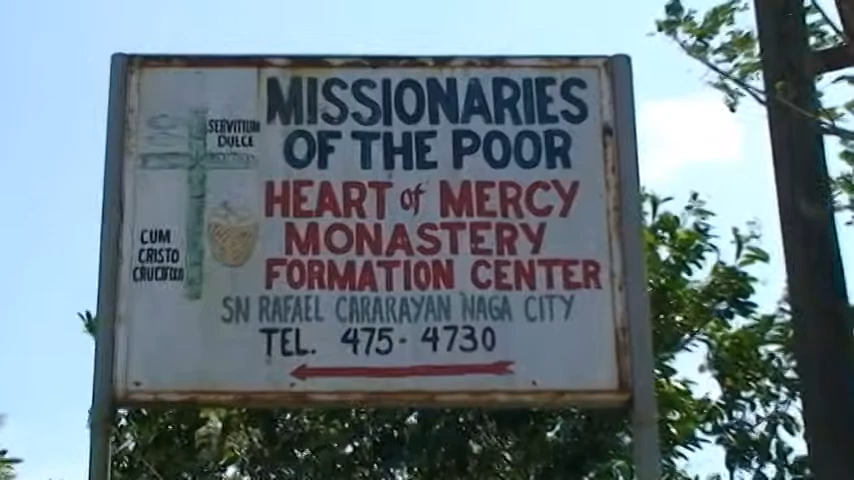 MISSIONARIES
OF THE POOR
SERVITIUM
DULCE
HEART of MERCY
MONASTERY
FORMATION CENTER
CUM
CRISTO
CRUCIFIXO
SN RAFAEL CARARAYAN NAGA CITY
TEL. 475-4730